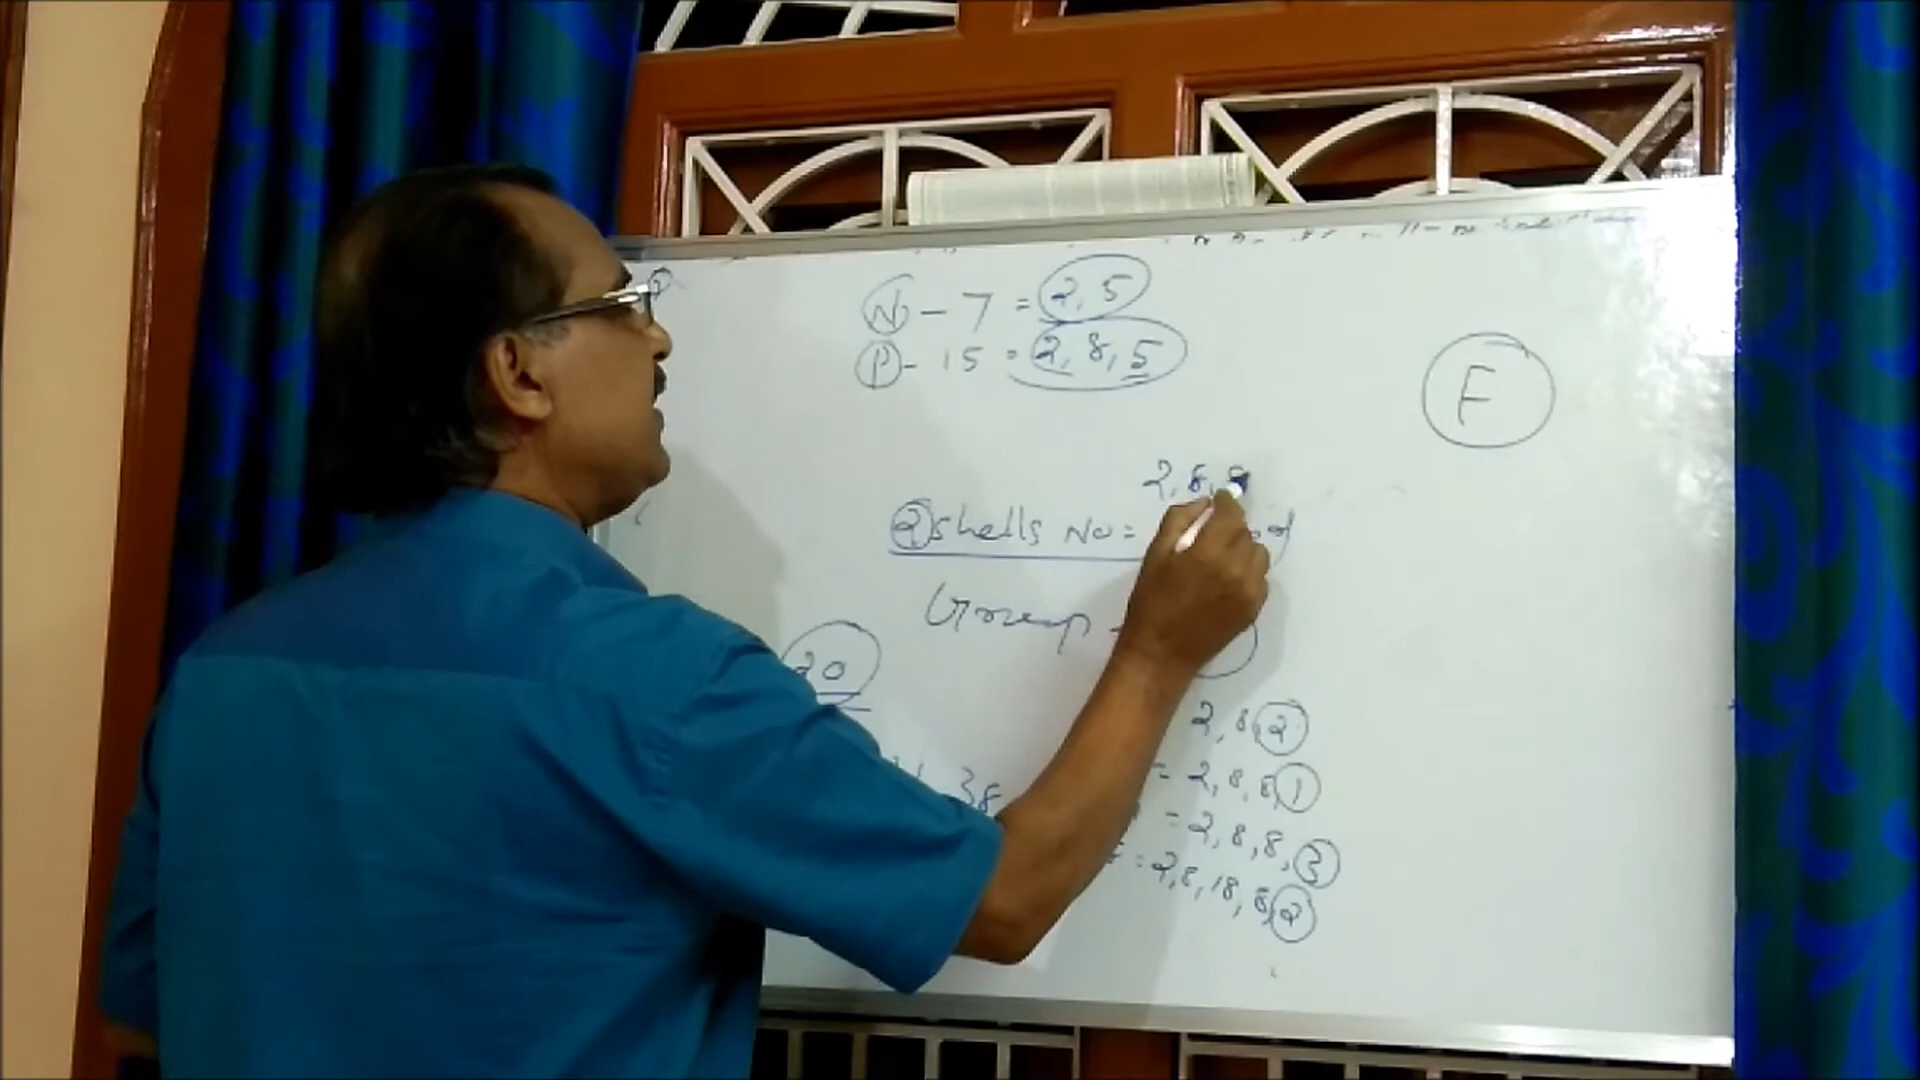 N - 7 = 2, 5
P - 15 = 2, 8, 5
F
2, 8, 8
2 shells No =
Group
20
2, 8, 2
38 = 2, 8, 8, 1
= 2, 8, 8, 3
= 2, 8, 18, 8, 2